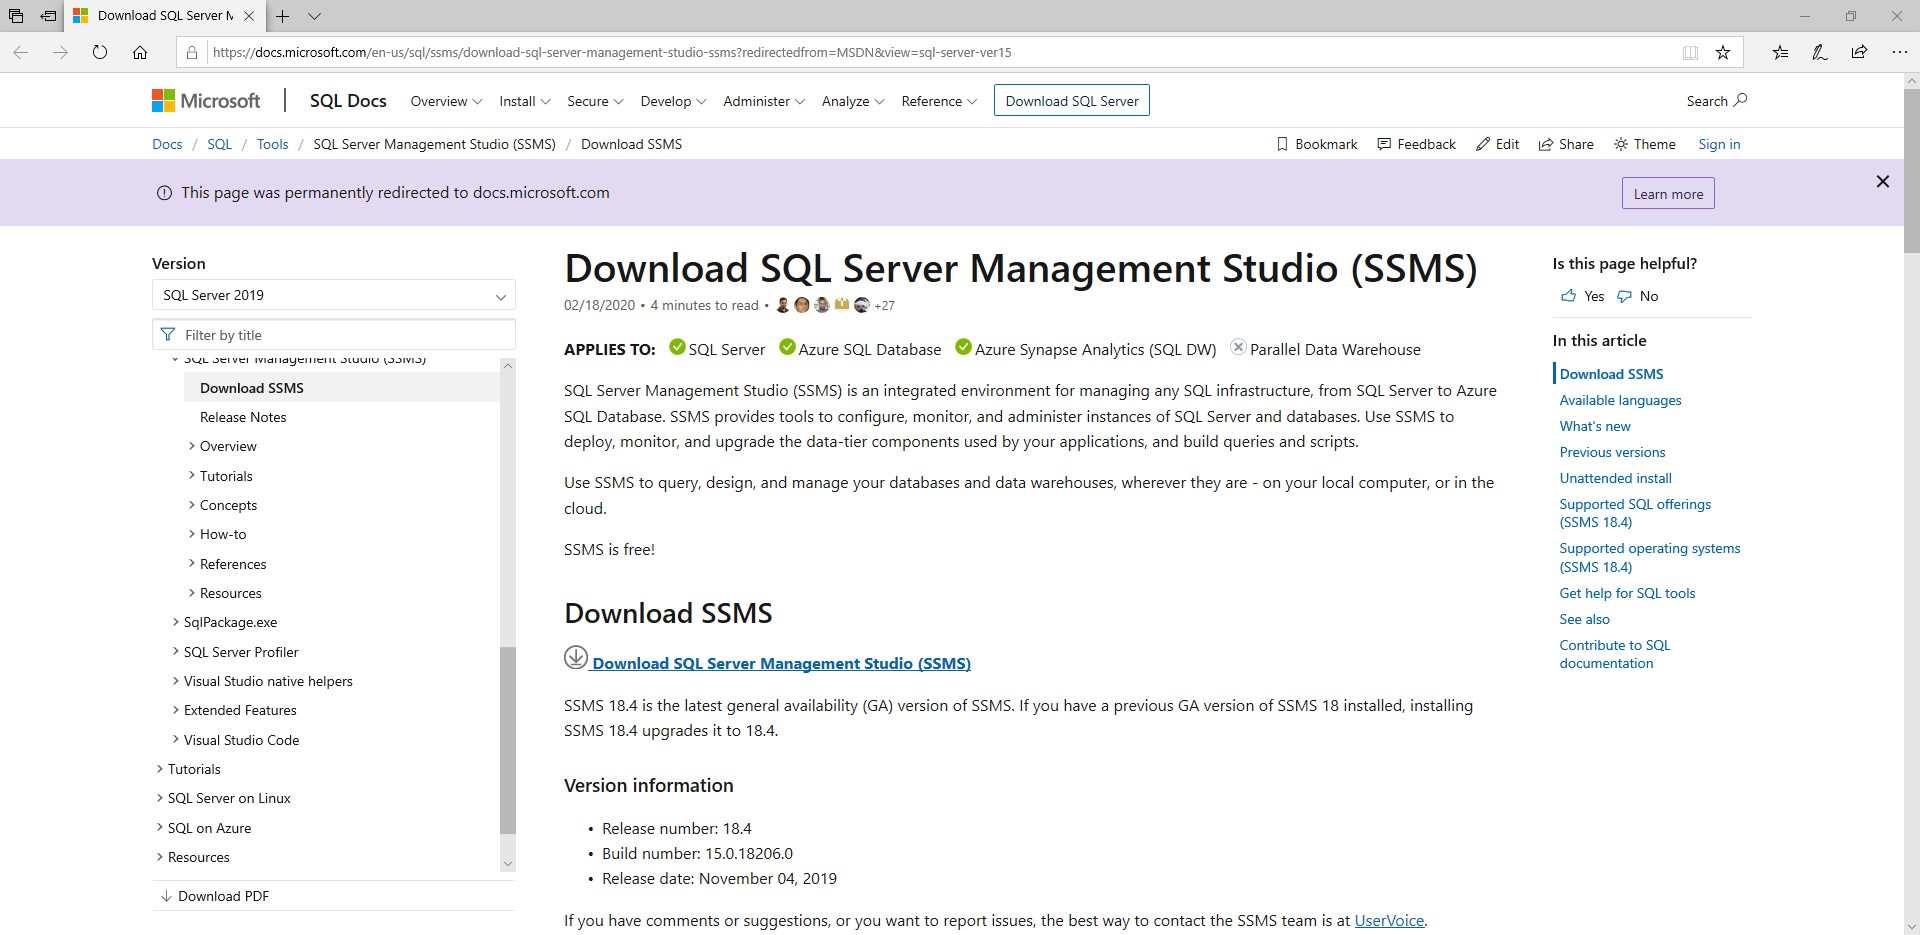 Download SQL Server M
https://docs.microsoft.com/en-us/sql/ssms/download-sql-server-management-studio-ssms?redirectedfrom=MSDN&view=sql-server-ver15
Microsoft
SQL Docs
Overview
Install
Secure
Develop
Administer
Analyze
Reference
Download SQL Server
Search
Docs / SQL / Tools / SQL Server Management Studio (SSMS) / Download SSMS
Bookmark
Feedback
Edit
Share
Theme
Sign in
This page was permanently redirected to docs.microsoft.com
Learn more
Version
SQL Server 2019
Filter by title
SQL Server Management Studio (SSMS)
Download SSMS
Release Notes
Overview
Tutorials
Concepts
How-to
References
Resources
SqlPackage.exe
SQL Server Profiler
Visual Studio native helpers
Extended Features
Visual Studio Code
Tutorials
SQL Server on Linux
SQL on Azure
Resources
Download PDF
Download SQL Server Management Studio (SSMS)
02/18/2020 • 4 minutes to read • +27
APPLIES TO: SQL Server Azure SQL Database Azure Synapse Analytics (SQL DW) Parallel Data Warehouse
SQL Server Management Studio (SSMS) is an integrated environment for managing any SQL infrastructure, from SQL Server to Azure
SQL Database. SSMS provides tools to configure, monitor, and administer instances of SQL Server and databases. Use SSMS to
deploy, monitor, and upgrade the data-tier components used by your applications, and build queries and scripts.
Use SSMS to query, design, and manage your databases and data warehouses, wherever they are - on your local computer, or in the
cloud.
SSMS is free!
Download SSMS
Download SQL Server Management Studio (SSMS)
SSMS 18.4 is the latest general availability (GA) version of SSMS. If you have a previous GA version of SSMS 18 installed, installing
SSMS 18.4 upgrades it to 18.4.
Version information
• Release number: 18.4
• Build number: 15.0.18206.0
• Release date: November 04, 2019
If you have comments or suggestions, or you want to report issues, the best way to contact the SSMS team is at UserVoice.
Is this page helpful?
Yes No
In this article
Download SSMS
Available languages
What's new
Previous versions
Unattended install
Supported SQL offerings
(SSMS 18.4)
Supported operating systems
(SSMS 18.4)
Get help for SQL tools
See also
Contribute to SQL
documentation